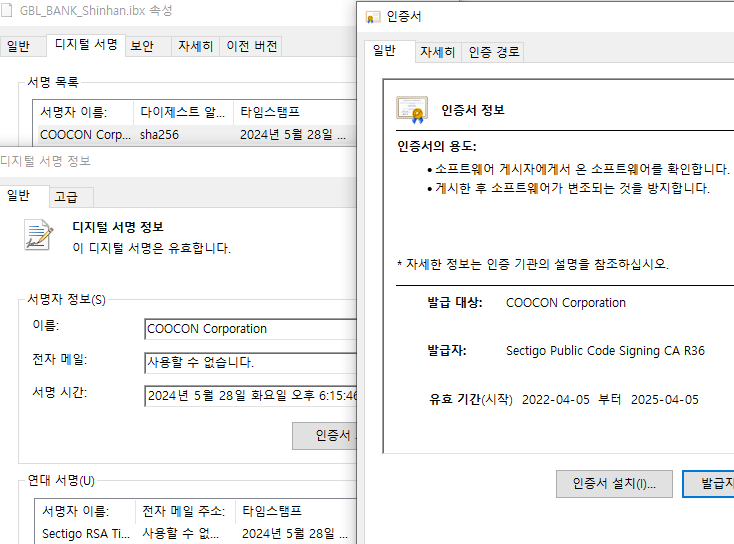 GBL_BANK_Shinhan.ibx 속성
일반 디지털 서명 보안 자세히 이전 버전
서명 목록
서명자 이름: 다이제스트 알... 타임스탬프
COOCON Corp... sha256 2024년 5월 28일 ...
디지털 서명 정보
일반 고급
디지털 서명 정보
이 디지털 서명은 유효합니다.
서명자 정보(S)
이름: COOCON Corporation
전자 메일: 사용할 수 없습니다.
서명 시간: 2024년 5월 28일 화요일 오후 6:15:46
인증서
연대 서명(U)
서명자 이름: 전자 메일 주소: 타임스탬프
Sectigo RSA Ti... 사용할 수 없... 2024년 5월 28일 ...
인증서
일반 자세히 인증 경로
인증서 정보
인증서의 용도:
• 소프트웨어 게시자에게서 온 소프트웨어를 확인합니다.
• 게시한 후 소프트웨어가 변조되는 것을 방지합니다.
* 자세한 정보는 인증 기관의 설명을 참조하십시오.
발급 대상: COOCON Corporation
발급자: Sectigo Public Code Signing CA R36
유효 기간(시작) 2022-04-05 부터 2025-04-05
인증서 설치(I)... 발급자